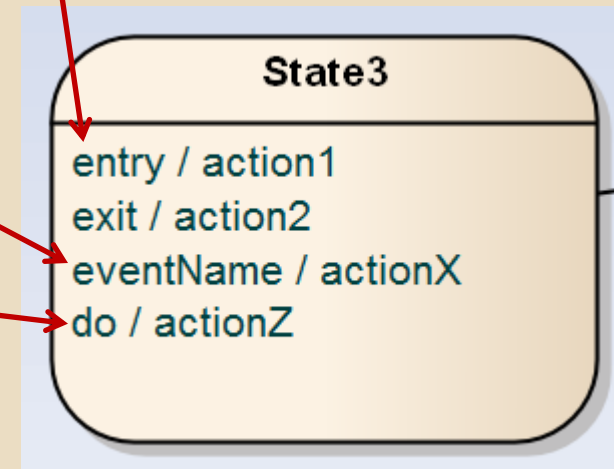 State3
entry / action1
exit / action2
eventName / actionX
do / actionZ